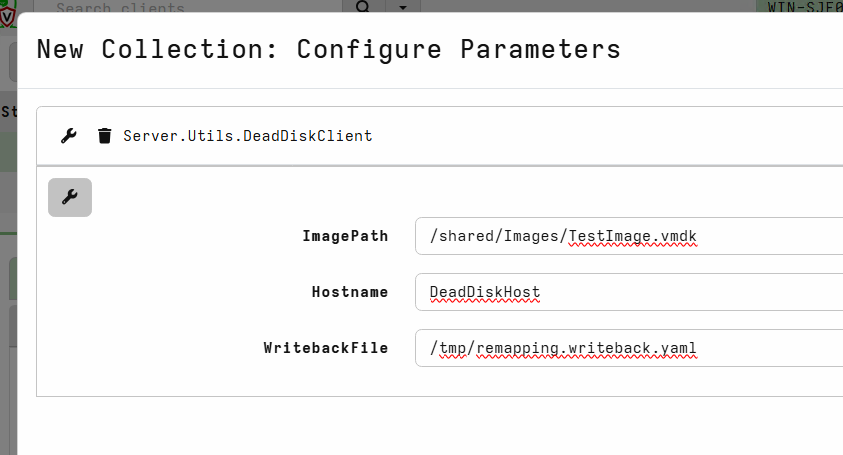 Search clients
WIN-SJE0
New Collection: Configure Parameters
St
Server.Utils.DeadDiskClient
ImagePath /shared/Images/TestImage.vmdk
Hostname DeadDiskHost
WritebackFile /tmp/remapping.writeback.yaml